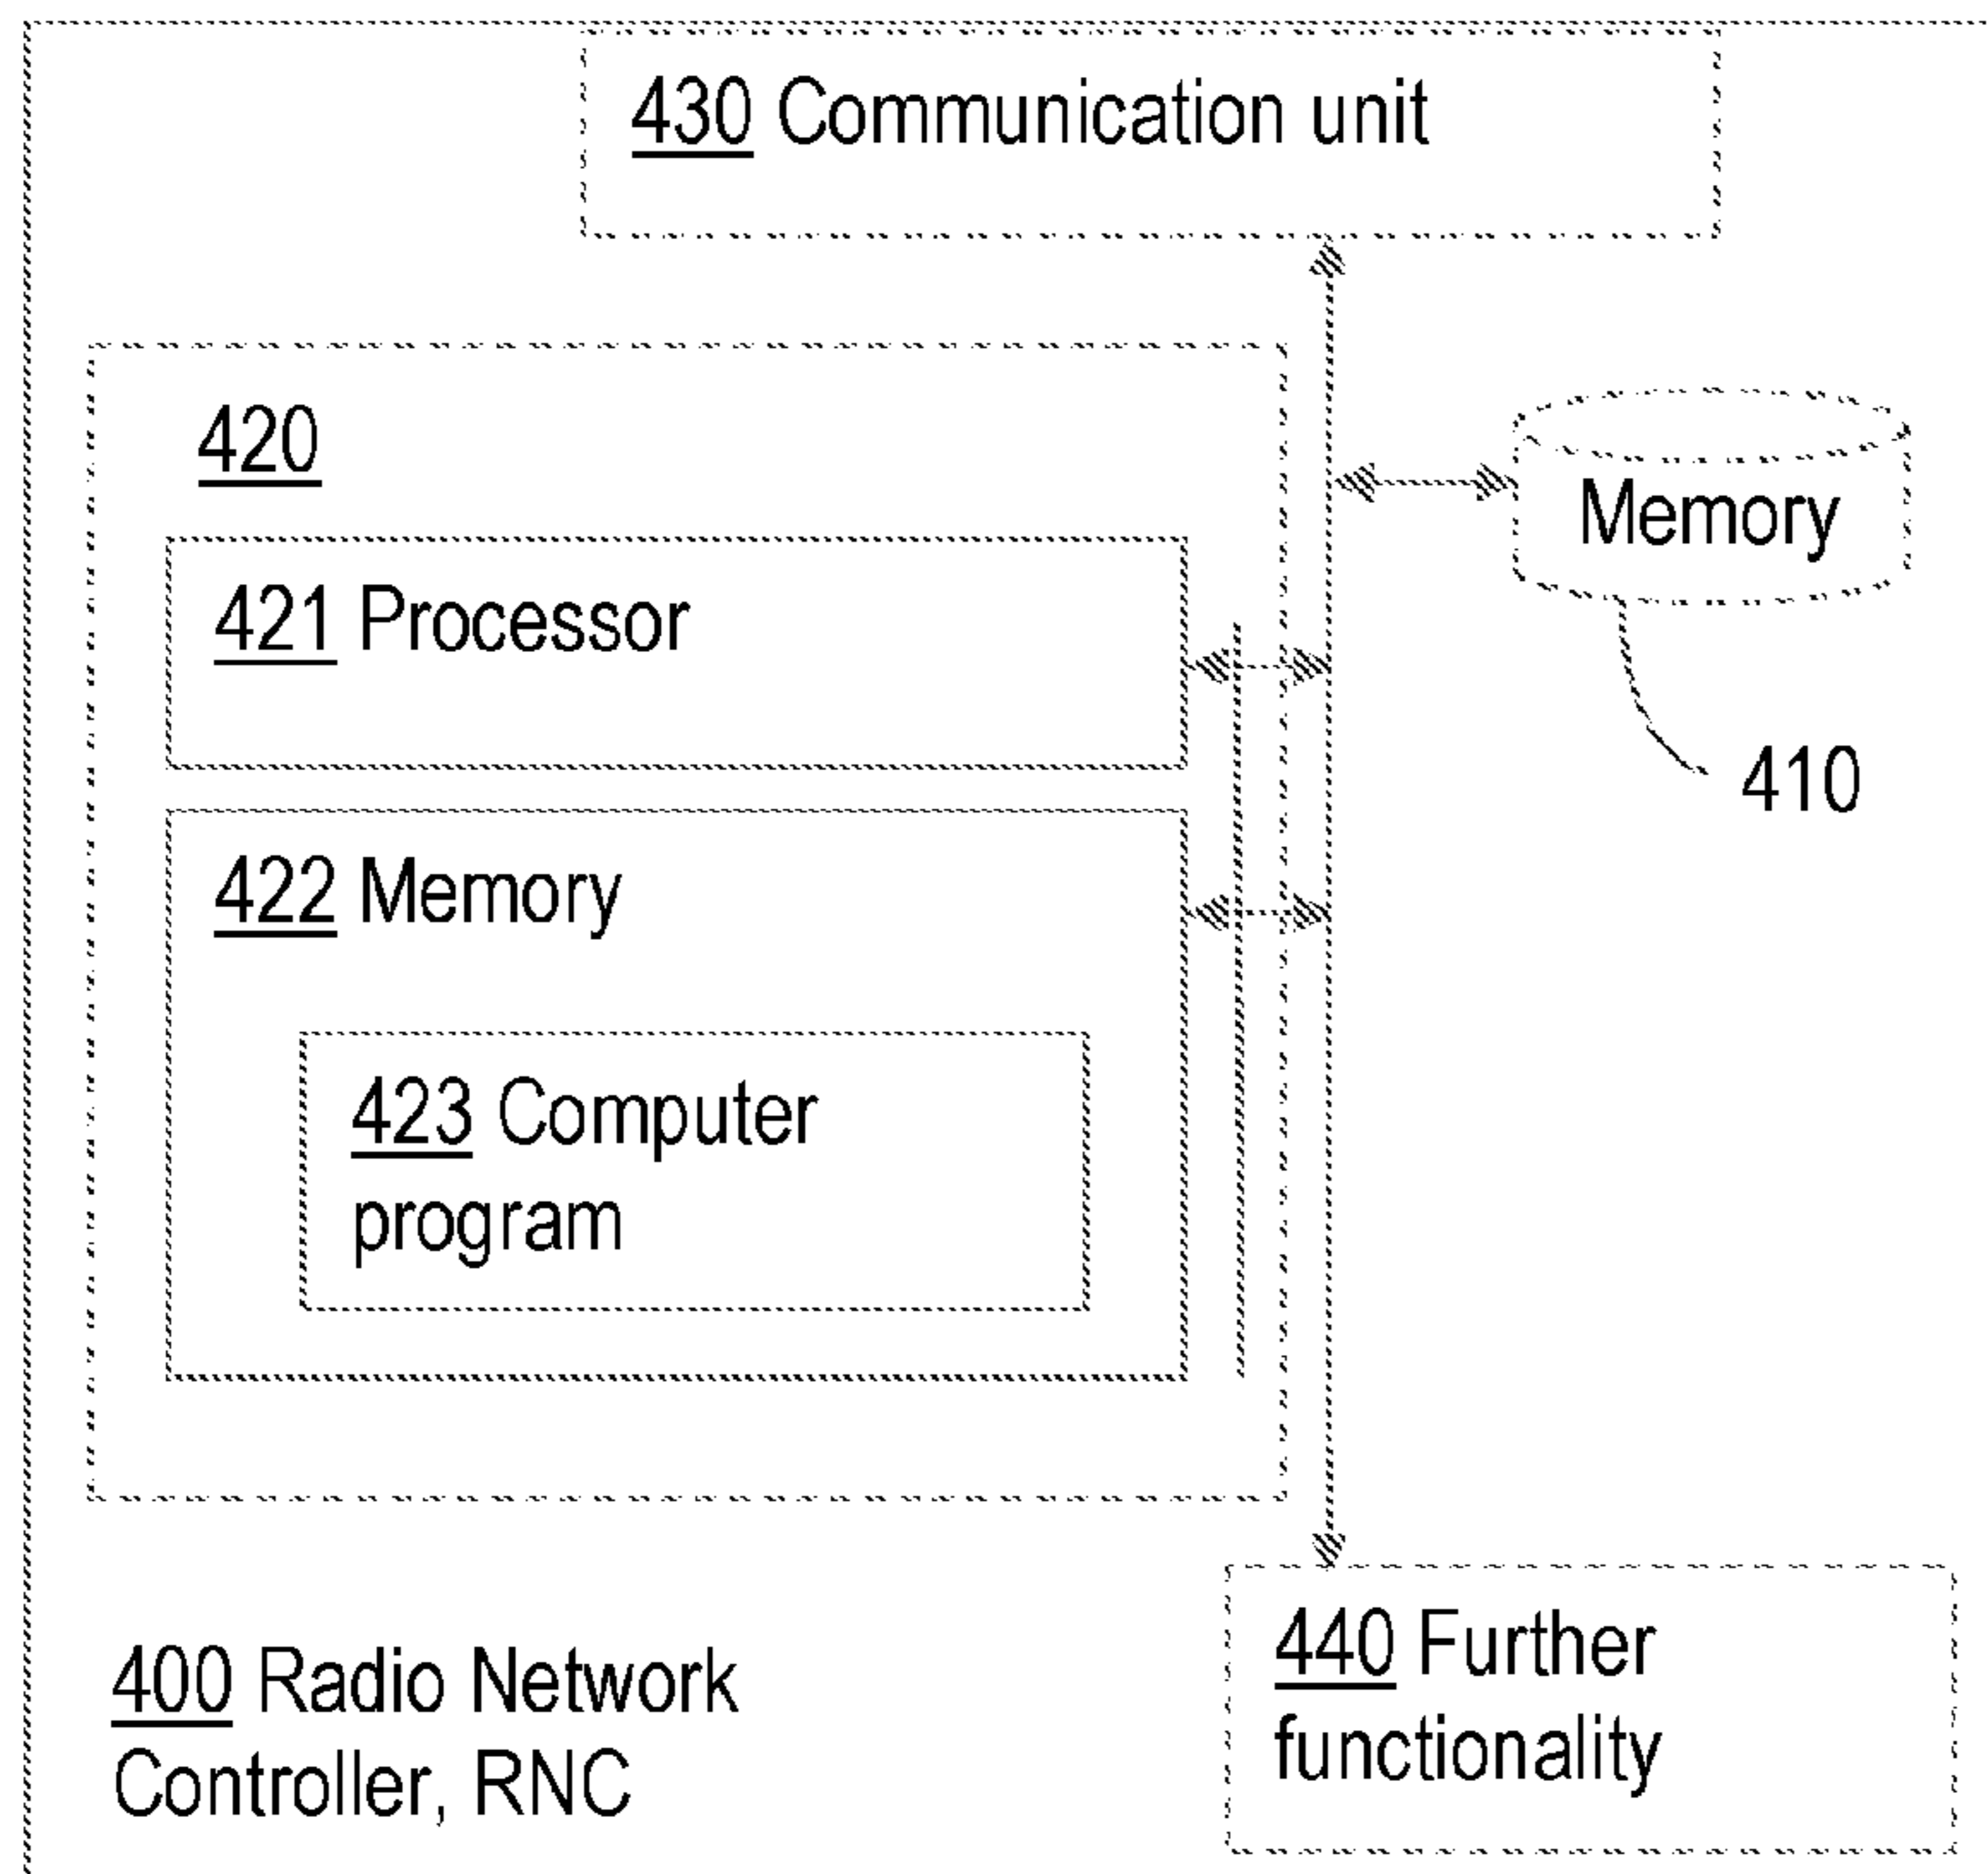 430 Communication unit
420
Memory
421 Processor
410
422 Memory
423 Computer
program
440 Further
functionality
400 Radio Network
Controller, RNC